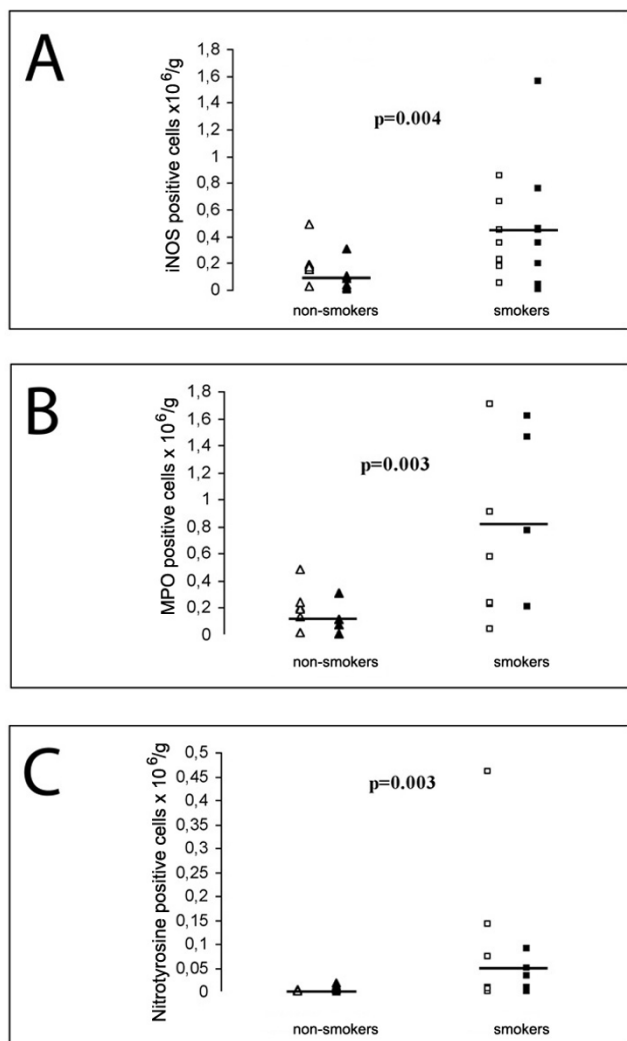 A
iNOS positive cells x10⁶/g
1,8
1,6
1,4
1,2
1
0,8
0,6
0,4
0,2
0
p=0.004
non-smokers
smokers
B
MPO positive cells x 10⁶/g
1,8
1,6
1,4
1,2
1
0,8
0,6
0,4
0,2
0
p=0.003
non-smokers
smokers
C
Nitrotyrosine positive cells x 10⁶/g
0,5
0,45
0,4
0,35
0,3
0,25
0,2
0,15
0,1
0,05
0
p=0.003
non-smokers
smokers